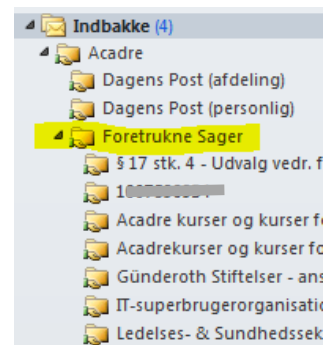 Indbakke (4)
Acadre
Dagens Post (afdeling)
Dagens Post (personlig)
Foretrukne Sager
§ 17 stk. 4 - Udvalg vedr. f
Acadre kurser og kurser fo
Acadrekurser og kurser fo
Günderoth Stiftelser - ans
IT-superbrugerorganisatio
Ledelses- & Sundhedssek